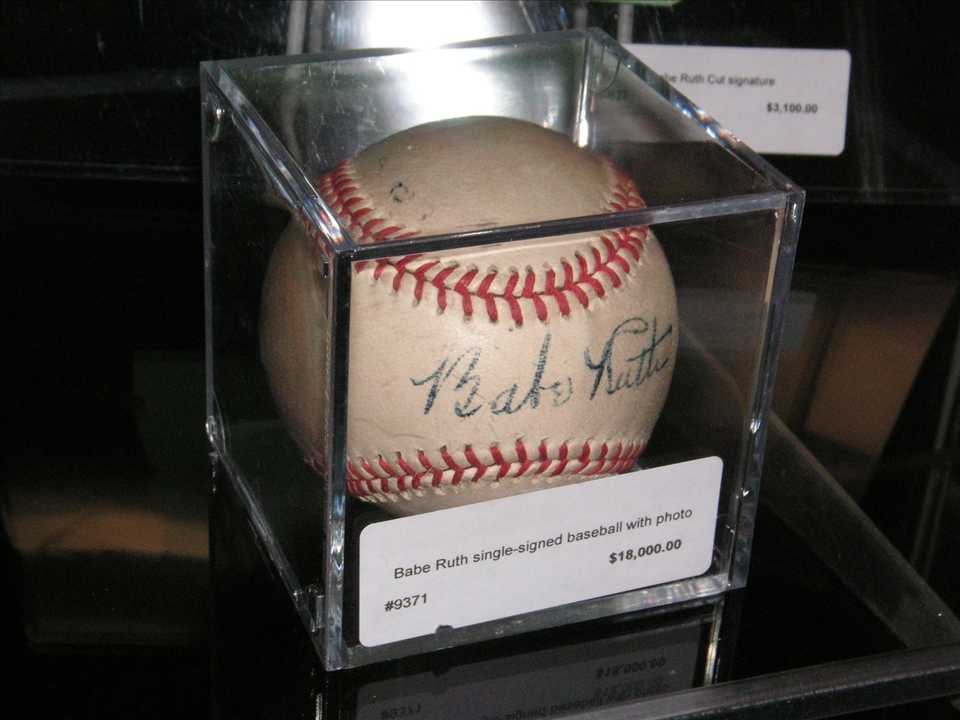 Babe Ruth Cut signature
$3,100.00
Babe Ruth
Babe Ruth single-signed baseball with photo
$18,000.00
#9371